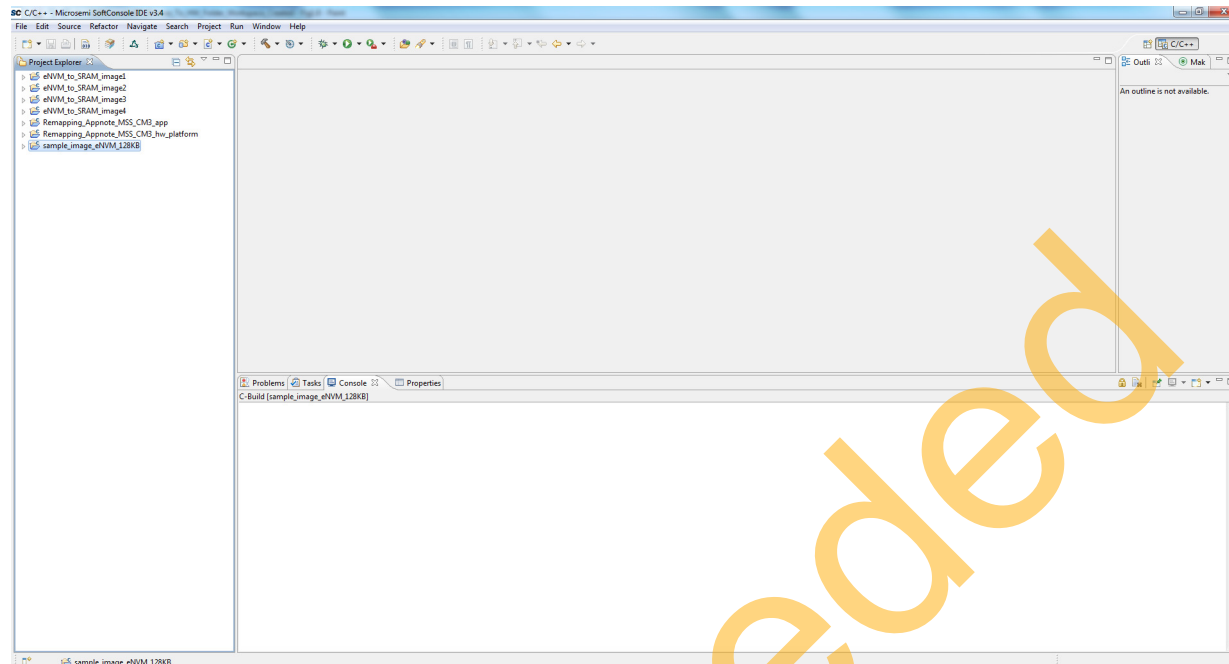 SC C/C++ - Microsemi SoftConsole IDE v3.4
File Edit Source Refactor Navigate Search Project Run Window Help
C/C++
Project Explorer
Outli
Mak
eNVM_to_SRAM_image1
eNVM_to_SRAM_image2
eNVM_to_SRAM_image3
eNVM_to_SRAM_image4
Remapping_Appnote_MSS_CM3_app
Remapping_Appnote_MSS_CM3_hw_platform
sample_image_eNVM_128KB
An outline is not available.
Problems Tasks Console Properties
C-Build [sample_image_eNVM_128KB]
sample_image_eNVM_128KB
ded